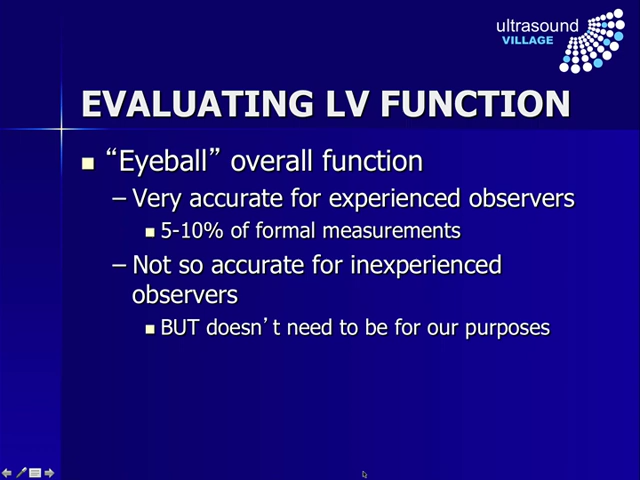 ultrasound
VILLAGE
EVALUATING LV FUNCTION
“Eyeball” overall function
– Very accurate for experienced observers
5-10% of formal measurements
– Not so accurate for inexperienced
observers
BUT doesn’t need to be for our purposes